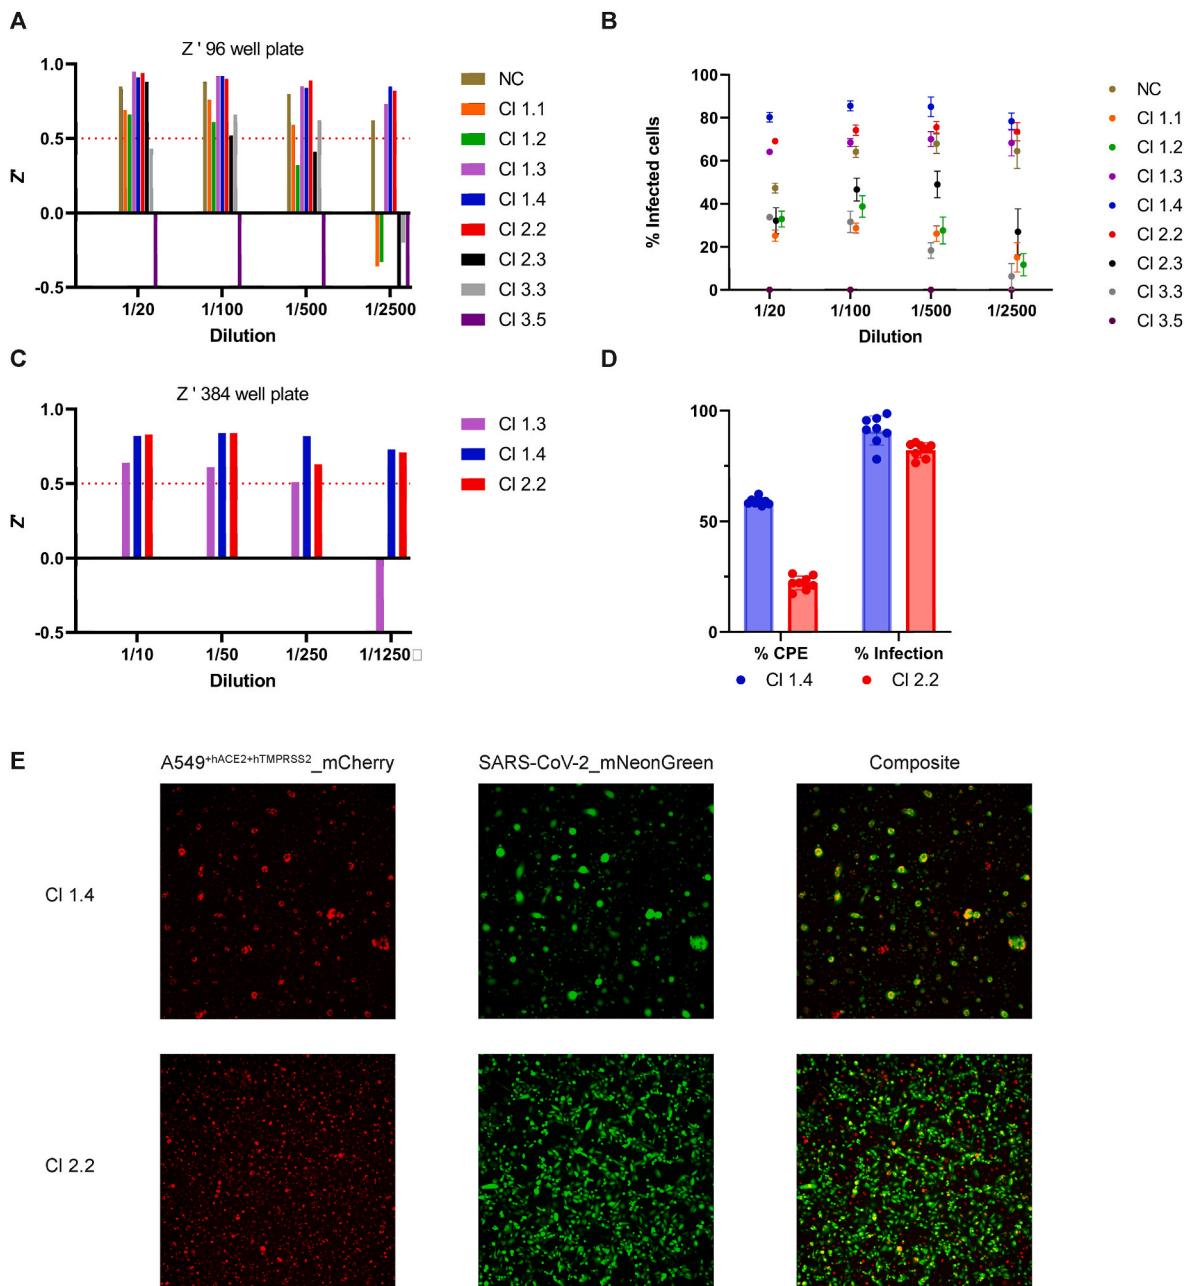 A
Z ' 96 well plate
1.0
0.5
0.0
-0.5
Z'
1/20 1/100 1/500 1/2500
Dilution
NC
Cl 1.1
Cl 1.2
Cl 1.3
Cl 1.4
Cl 2.2
Cl 2.3
Cl 3.3
Cl 3.5
B
100
80
60
40
20
0
% Infected cells
1/20 1/100 1/500 1/2500
Dilution
NC
Cl 1.1
Cl 1.2
Cl 1.3
Cl 1.4
Cl 2.2
Cl 2.3
Cl 3.3
Cl 3.5
C
Z ' 384 well plate
1.0
0.5
0.0
-0.5
Z'
1/10 1/50 1/250 1/1250
Dilution
Cl 1.3
Cl 1.4
Cl 2.2
D
100
50
0
% CPE % Infection
Cl 1.4 Cl 2.2
E
A549+hACE2+hTMPRSS2_mCherry SARS-CoV-2_mNeonGreen Composite
Cl 1.4
Cl 2.2